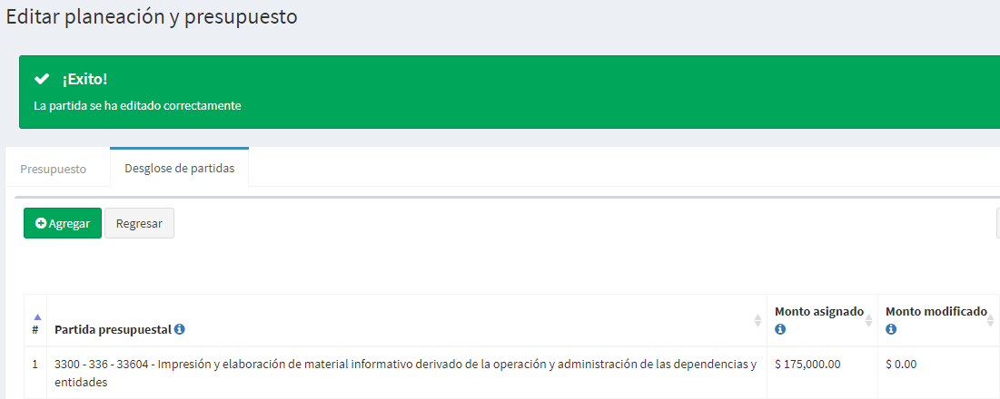 Editar planeación y presupuesto
¡Exito!
La partida se ha editado correctamente
Presupuesto
Desglose de partidas
Agregar
Regresar
#
Partida presupuestal
Monto asignado
Monto modificado
1
3300 - 336 - 33604 - Impresión y elaboración de material informativo derivado de la operación y administración de las dependencias y
entidades
$ 175,000.00
$ 0.00